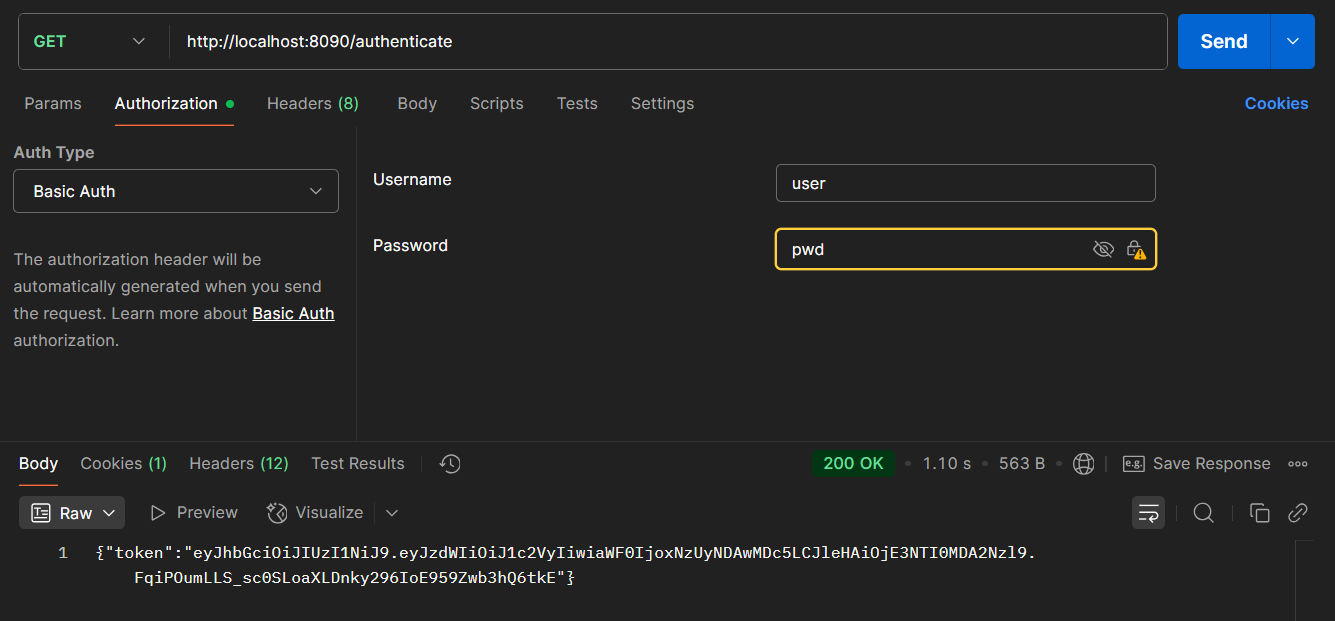 GET http://localhost:8090/authenticate Send
Params Authorization Headers (8) Body Scripts Tests Settings Cookies
Auth Type
Basic Auth
The authorization header will be
automatically generated when you send
the request. Learn more about Basic Auth
authorization.
Username user
Password pwd
Body Cookies (1) Headers (12) Test Results 200 OK 1.10 s 563 B e.g. Save Response
Raw Preview Visualize
1 {"token":"eyJhbGciOiJIUzI1NiJ9.eyJzdWIiOiJ1c2VyIiwiaWF0IjoxNzUyNDAwMDc5LCJleHAiOjE3NTI0MDA2Nzl9.
FqiPOumLLS_sc0SLoaXLDnky296IoE959Zwb3hQ6tkE"}